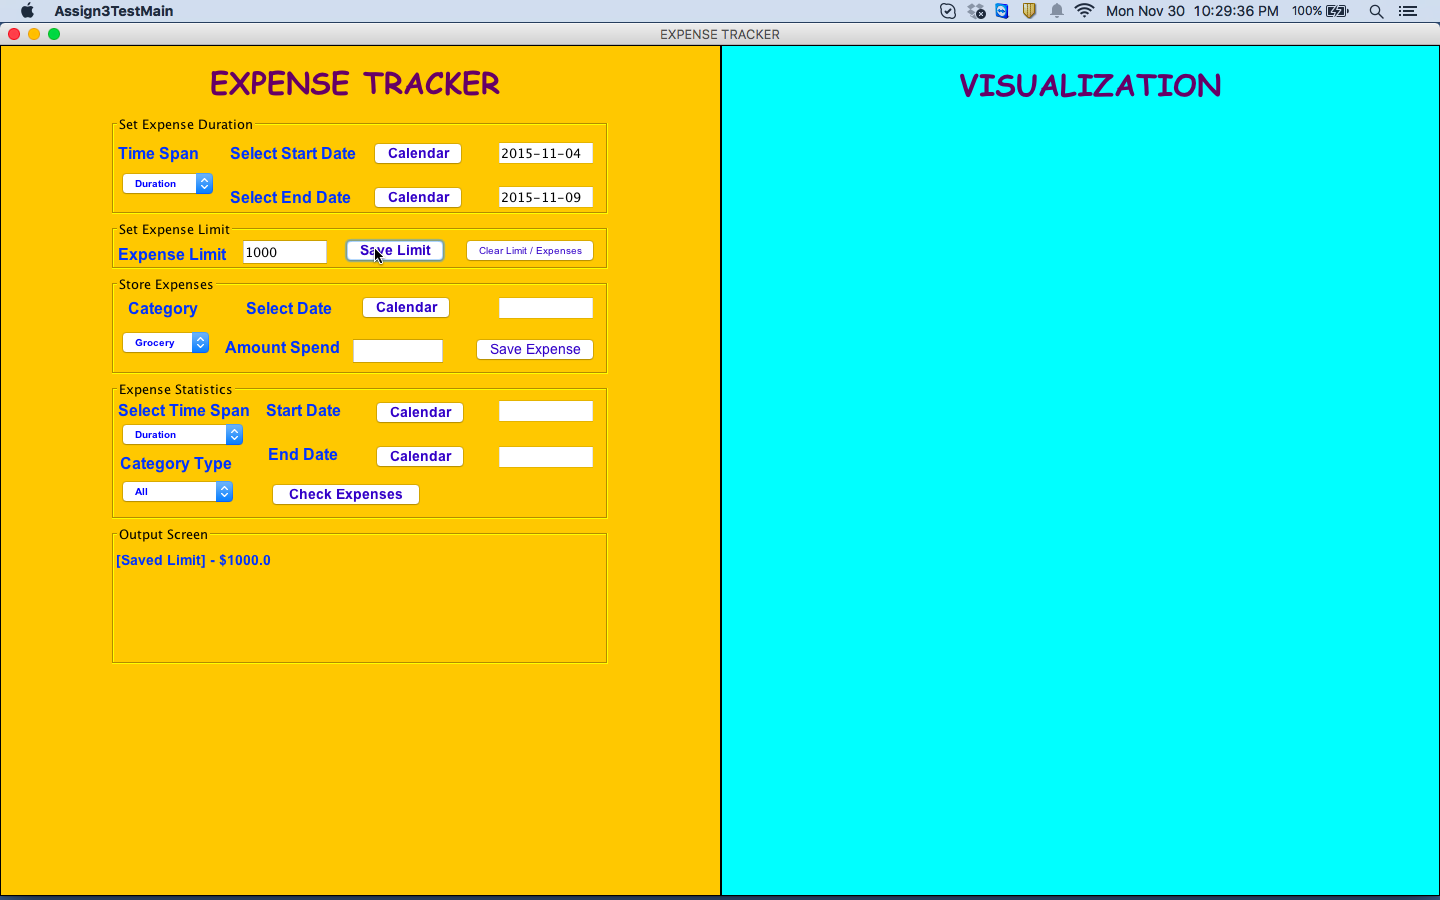 Assign3TestMain Mon Nov 30 10:29:36 PM 100%
EXPENSE TRACKER
EXPENSE TRACKER
Set Expense Duration
Time Span Select Start Date Calendar 2015-11-04
Duration
Select End Date Calendar 2015-11-09
Set Expense Limit
Expense Limit 1000 Save Limit Clear Limit / Expenses
Store Expenses
Category Select Date Calendar
Grocery Amount Spend Save Expense
Expense Statistics
Select Time Span Start Date Calendar
Duration
Category Type End Date Calendar
All Check Expenses
Output Screen
[Saved Limit] - $1000.0
VISUALIZATION